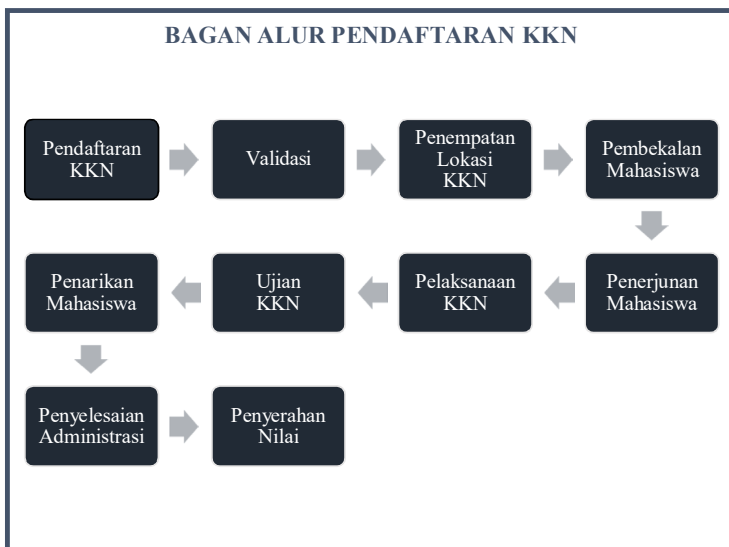 BAGAN ALUR PENDAFTARAN KKN
Pendaftaran
KKN
Validasi
Penempatan
Lokasi
KKN
Pembekalan
Mahasiswa
Penerjunan
Mahasiswa
Pelaksanaan
KKN
Ujian
KKN
Penarikan
Mahasiswa
Penyelesaian
Administrasi
Penyerahan
Nilai